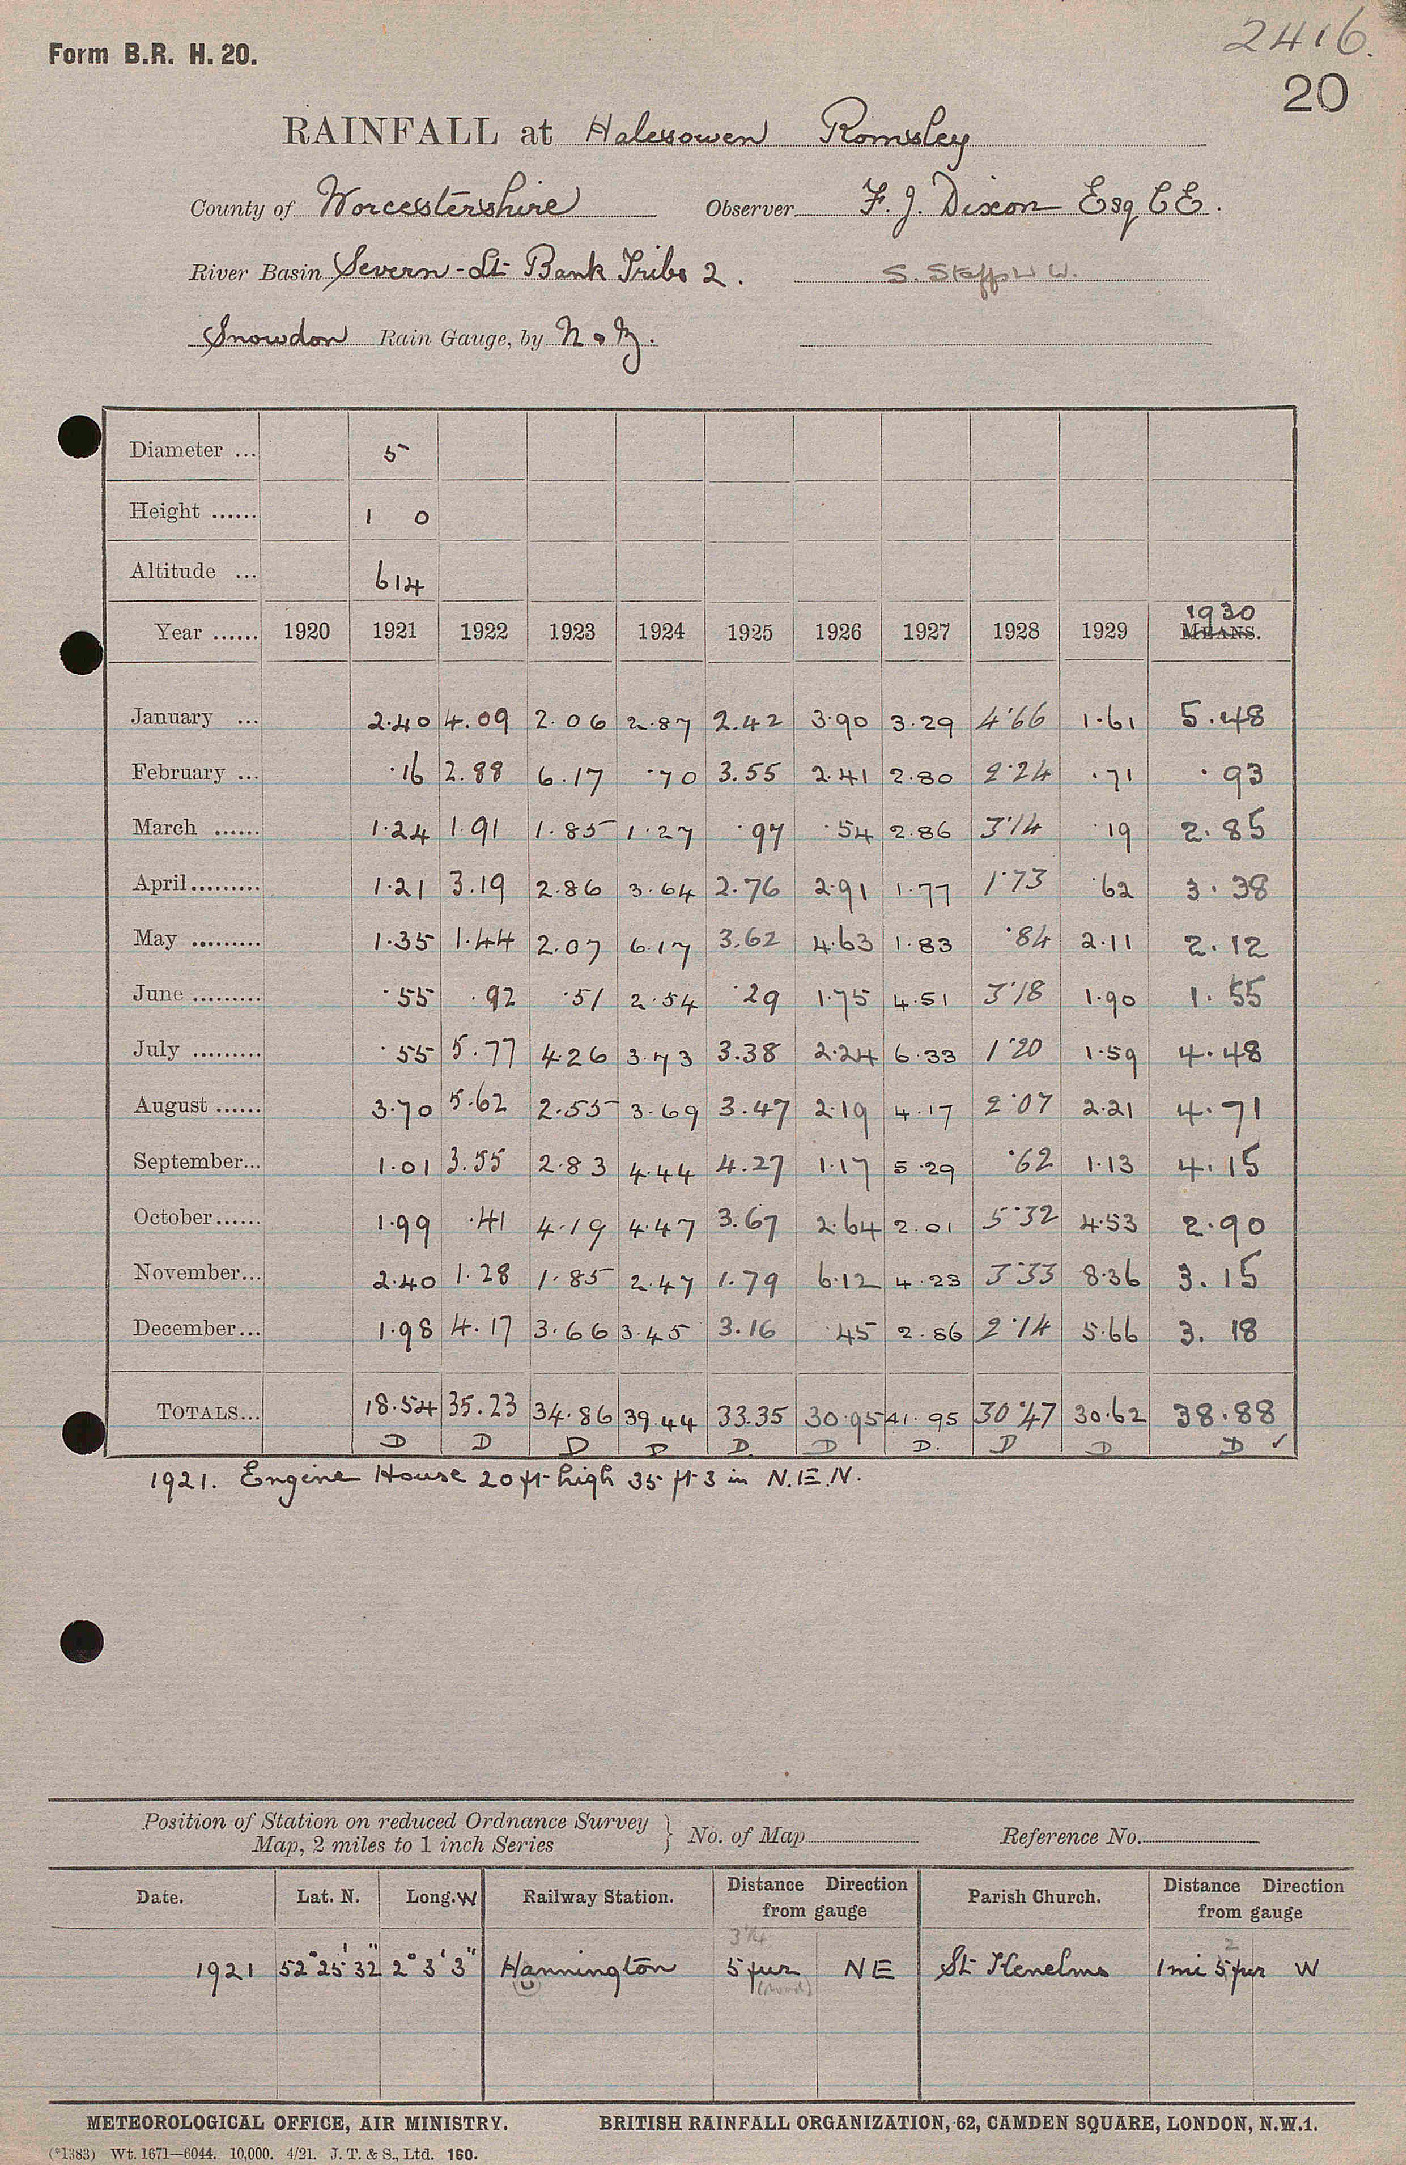 2416.
Form B.R. H. 20.
20
RAINFALL at Halesowen Romsley
County of Worcestershire Observer F. J. Dixon Esq CE.
River Basin Severn - Lt Bank Tribs 2. S. Staffs W W.
Snowdon Rain Gauge, by N & Z.
Diameter ... 5
Height ...... 1 0
Altitude ... 614
1930
Year ...... 1920 1921 1922 1923 1924 1925 1926 1927 1928 1929 MEANS.
January ... 2.40 4.09 2.06 2.87 2.42 3.90 3.29 4.66 1.61 5.48
February ... .16 2.88 6.17 .70 3.55 2.41 2.80 2.24 .71 .93
March ...... 1.24 1.91 1.85 1.27 .97 .54 2.86 3.14 .19 2.85
April......... 1.21 3.19 2.86 3.64 2.76 2.91 1.77 1.73 .62 3.38
May ......... 1.35 1.44 2.07 6.17 3.62 4.63 1.83 .84 2.11 2.12
June ......... .55 .92 .51 2.54 .29 1.75 4.51 3.18 1.90 1.55
July ......... .55 5.77 4.26 3.73 3.38 2.24 6.33 1.20 1.59 4.48
August ...... 3.70 5.62 2.55 3.69 3.47 2.19 4.17 2.07 2.21 4.71
September... 1.01 3.55 2.83 4.44 4.27 1.17 5.29 .62 1.13 4.15
October...... 1.99 .41 4.19 4.47 3.67 2.64 2.01 5.32 4.53 2.90
November... 2.40 1.28 1.85 2.47 1.79 6.12 4.23 3.33 8.36 3.15
December... 1.98 4.17 3.66 3.45 3.16 .45 2.86 2.14 5.66 3.18
TOTALS... 18.54 35.23 34.86 39.44 33.35 30.95 41.95 30.47 30.62 38.88
D D D D D. D D. D D D ✓
1921. Engine House 20 ft high 35 ft 3 in N.E.N.
Position of Station on reduced Ordnance Survey
Map, 2 miles to 1 inch Series } No. of Map Reference No.
Date. Lat. N. Long. W Railway Station. Distance Direction from gauge Parish Church. Distance Direction from gauge
3 1/4 2
1921 52° 25' 32" 2° 3' 3" Hannington 5 fur NE St Kenelms 1 mi 5 fur W
METEOROLOGICAL OFFICE, AIR MINISTRY. BRITISH RAINFALL ORGANIZATION, 62, CAMDEN SQUARE, LONDON, N.W.1.
(*1383) Wt. 1671—6044. 10,000. 4/21. J. T. & S., Ltd. 160.